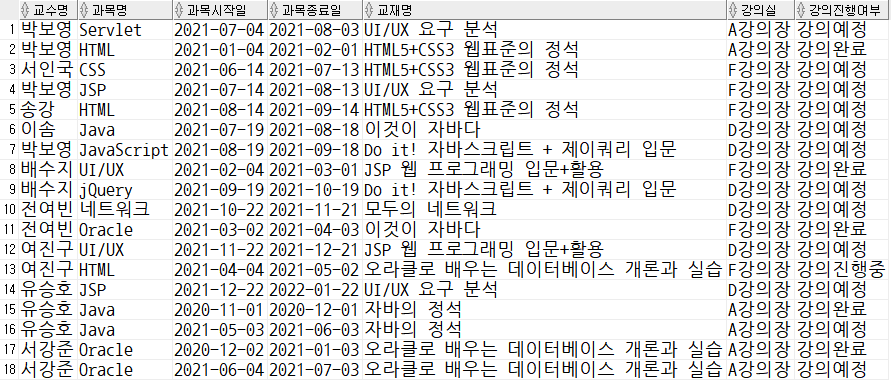 교수명 과목명 과목시작일 과목종료일 교재명 강의실 강의진행여부
1 박보영 Servlet 2021-07-04 2021-08-03 UI/UX 요구 분석 A강의장 강의예정
2 박보영 HTML 2021-01-04 2021-02-01 HTML5+CSS3 웹표준의 정석 A강의장 강의완료
3 서인국 CSS 2021-06-14 2021-07-13 HTML5+CSS3 웹표준의 정석 F강의장 강의예정
4 박보영 JSP 2021-07-14 2021-08-13 UI/UX 요구 분석 F강의장 강의예정
5 송강 HTML 2021-08-14 2021-09-14 HTML5+CSS3 웹표준의 정석 F강의장 강의예정
6 이솜 Java 2021-07-19 2021-08-18 이것이 자바다 D강의장 강의예정
7 박보영 JavaScript 2021-08-19 2021-09-18 Do it! 자바스크립트 + 제이쿼리 입문 D강의장 강의예정
8 배수지 UI/UX 2021-02-04 2021-03-01 JSP 웹 프로그래밍 입문+활용 F강의장 강의완료
9 배수지 jQuery 2021-09-19 2021-10-19 Do it! 자바스크립트 + 제이쿼리 입문 D강의장 강의예정
10 전여빈 네트워크 2021-10-22 2021-11-21 모두의 네트워크 D강의장 강의예정
11 전여빈 Oracle 2021-03-02 2021-04-03 이것이 자바다 F강의장 강의완료
12 여진구 UI/UX 2021-11-22 2021-12-21 JSP 웹 프로그래밍 입문+활용 D강의장 강의예정
13 여진구 HTML 2021-04-04 2021-05-02 오라클로 배우는 데이터베이스 개론과 실습 F강의장 강의진행중
14 유승호 JSP 2021-12-22 2022-01-22 UI/UX 요구 분석 D강의장 강의예정
15 유승호 Java 2020-11-01 2020-12-01 자바의 정석 A강의장 강의완료
16 유승호 Java 2021-05-03 2021-06-03 자바의 정석 A강의장 강의예정
17 서강준 Oracle 2020-12-02 2021-01-03 오라클로 배우는 데이터베이스 개론과 실습 A강의장 강의완료
18 서강준 Oracle 2021-06-04 2021-07-03 오라클로 배우는 데이터베이스 개론과 실습 A강의장 강의예정